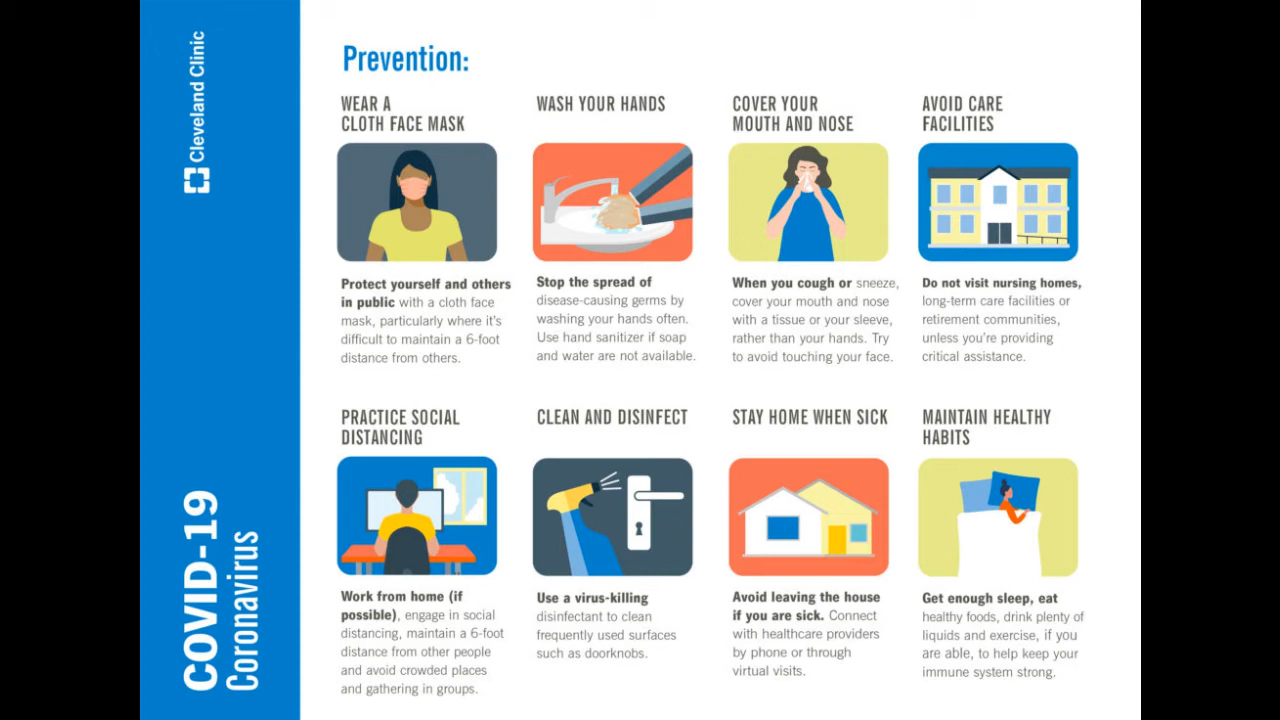 Cleveland Clinic
COVID-19
Coronavirus
Prevention:
WEAR A
CLOTH FACE MASK
Protect yourself and others
in public with a cloth face
mask, particularly where it's
difficult to maintain a 6-foot
distance from others.
WASH YOUR HANDS
Stop the spread of
disease-causing germs by
washing your hands often.
Use hand sanitizer if soap
and water are not available.
COVER YOUR
MOUTH AND NOSE
When you cough or sneeze,
cover your mouth and nose
with a tissue or your sleeve,
rather than your hands. Try
to avoid touching your face.
AVOID CARE
FACILITIES
Do not visit nursing homes,
long-term care facilities or
retirement communities,
unless you're providing
critical assistance.
PRACTICE SOCIAL
DISTANCING
Work from home (if
possible), engage in social
distancing, maintain a 6-foot
distance from other people
and avoid crowded places
and gathering in groups.
CLEAN AND DISINFECT
Use a virus-killing
disinfectant to clean
frequently used surfaces
such as doorknobs.
STAY HOME WHEN SICK
Avoid leaving the house
if you are sick. Connect
with healthcare providers
by phone or through
virtual visits.
MAINTAIN HEALTHY
HABITS
Get enough sleep, eat
healthy foods, drink plenty of
liquids and exercise, if you
are able, to help keep your
immune system strong.